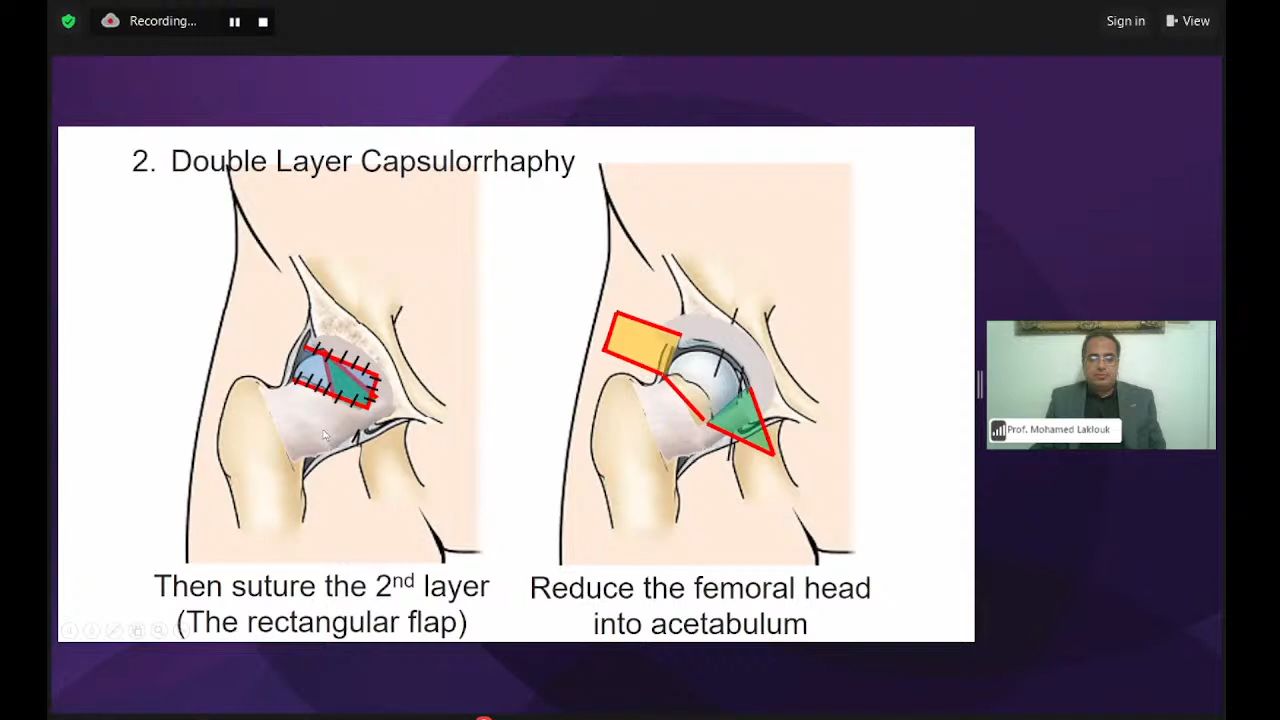 Recording...
Sign in
View
2. Double Layer Capsulorrhaphy
Then suture the 2nd layer
(The rectangular flap)
Reduce the femoral head
into acetabulum
Prof. Mohamed Laklouk